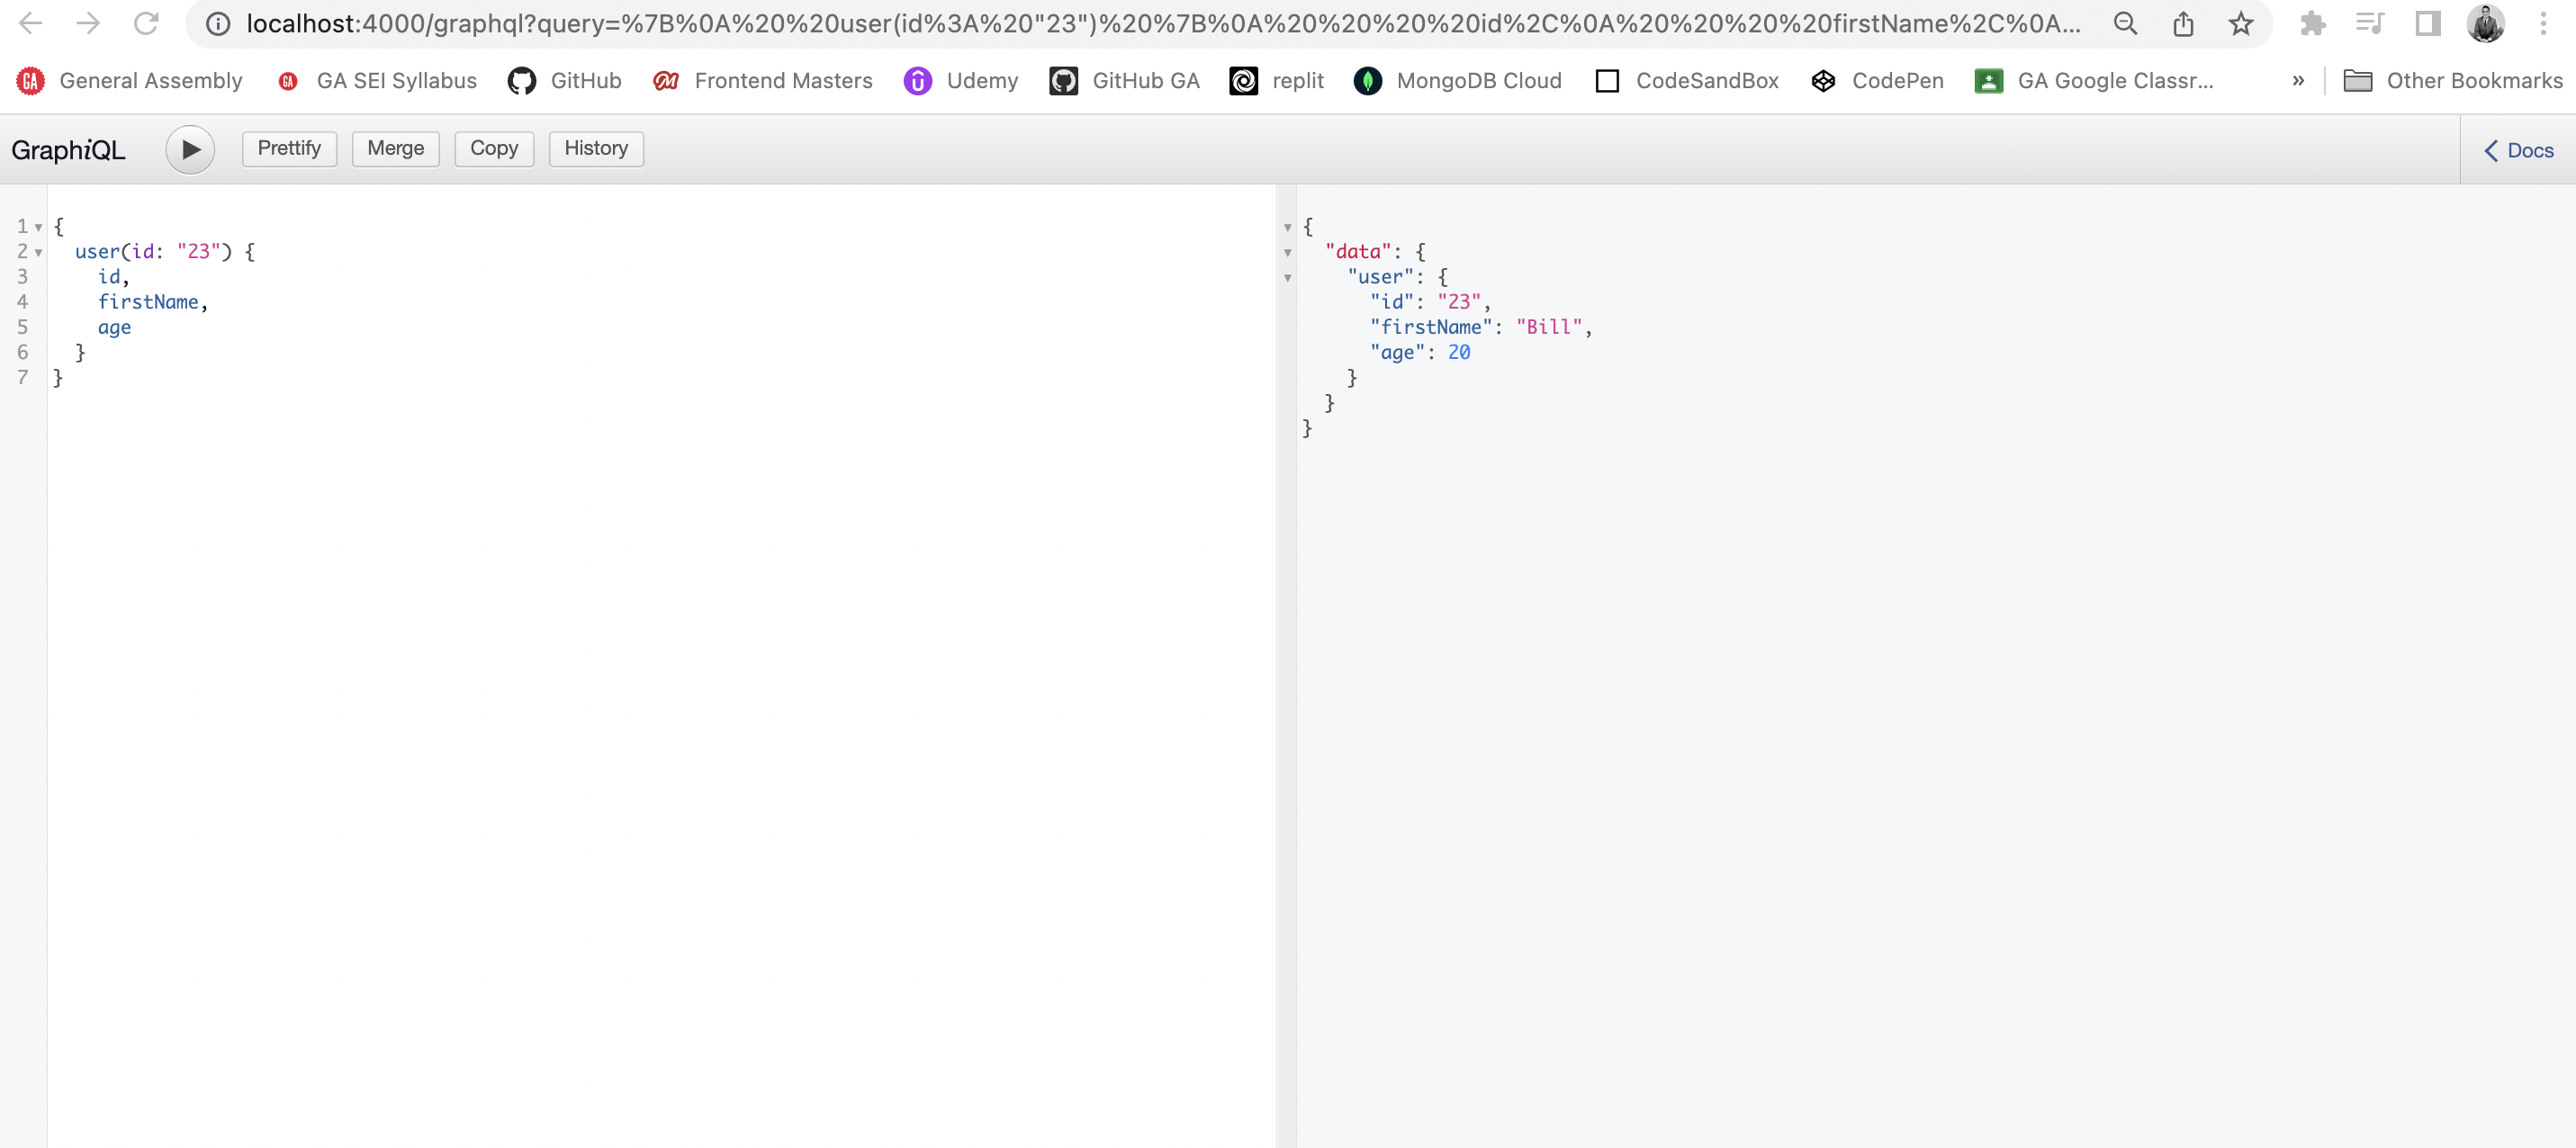 localhost:4000/graphql?query=%7B%0A%20%20user(id%3A%20"23")%20%7B%0A%20%20%20%20id%2C%0A%20%20%20%20firstName%2C%0A...
General Assembly GA SEI Syllabus GitHub Frontend Masters Udemy GitHub GA replit MongoDB Cloud CodeSandBox CodePen GA Google Classr... » Other Bookmarks
GraphiQL Prettify Merge Copy History Docs
1 {
2 user(id: "23") {
3 id,
4 firstName,
5 age
6 }
7 }
{
"data": {
"user": {
"id": "23",
"firstName": "Bill",
"age": 20
}
}
}